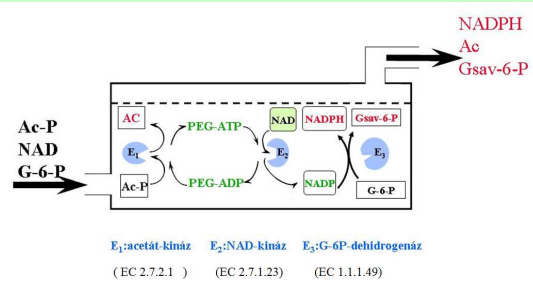 NADPH
Ac
Gsav-6-P
Ac-P
NAD
G-6-P
AC
PEG-ATP
NAD
NADPH
Gsav-6-P
E1
E2
E3
Ac-P
PEG-ADP
NADP
G-6-P
E1:acetát-kináz E2:NAD-kináz E3:G-6P-dehidrogenáz
( EC 2.7.2.1 ) (EC 2.7.1.23) (EC 1.1.1.49)